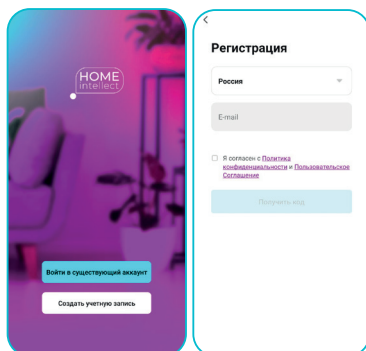 HOME
intellect
Войти в существующий аккаунт
Создать учетную запись
Регистрация
Россия
E-mail
Я согласен с Политика
конфиденциальности и Пользовательское
Соглашение
Получить код